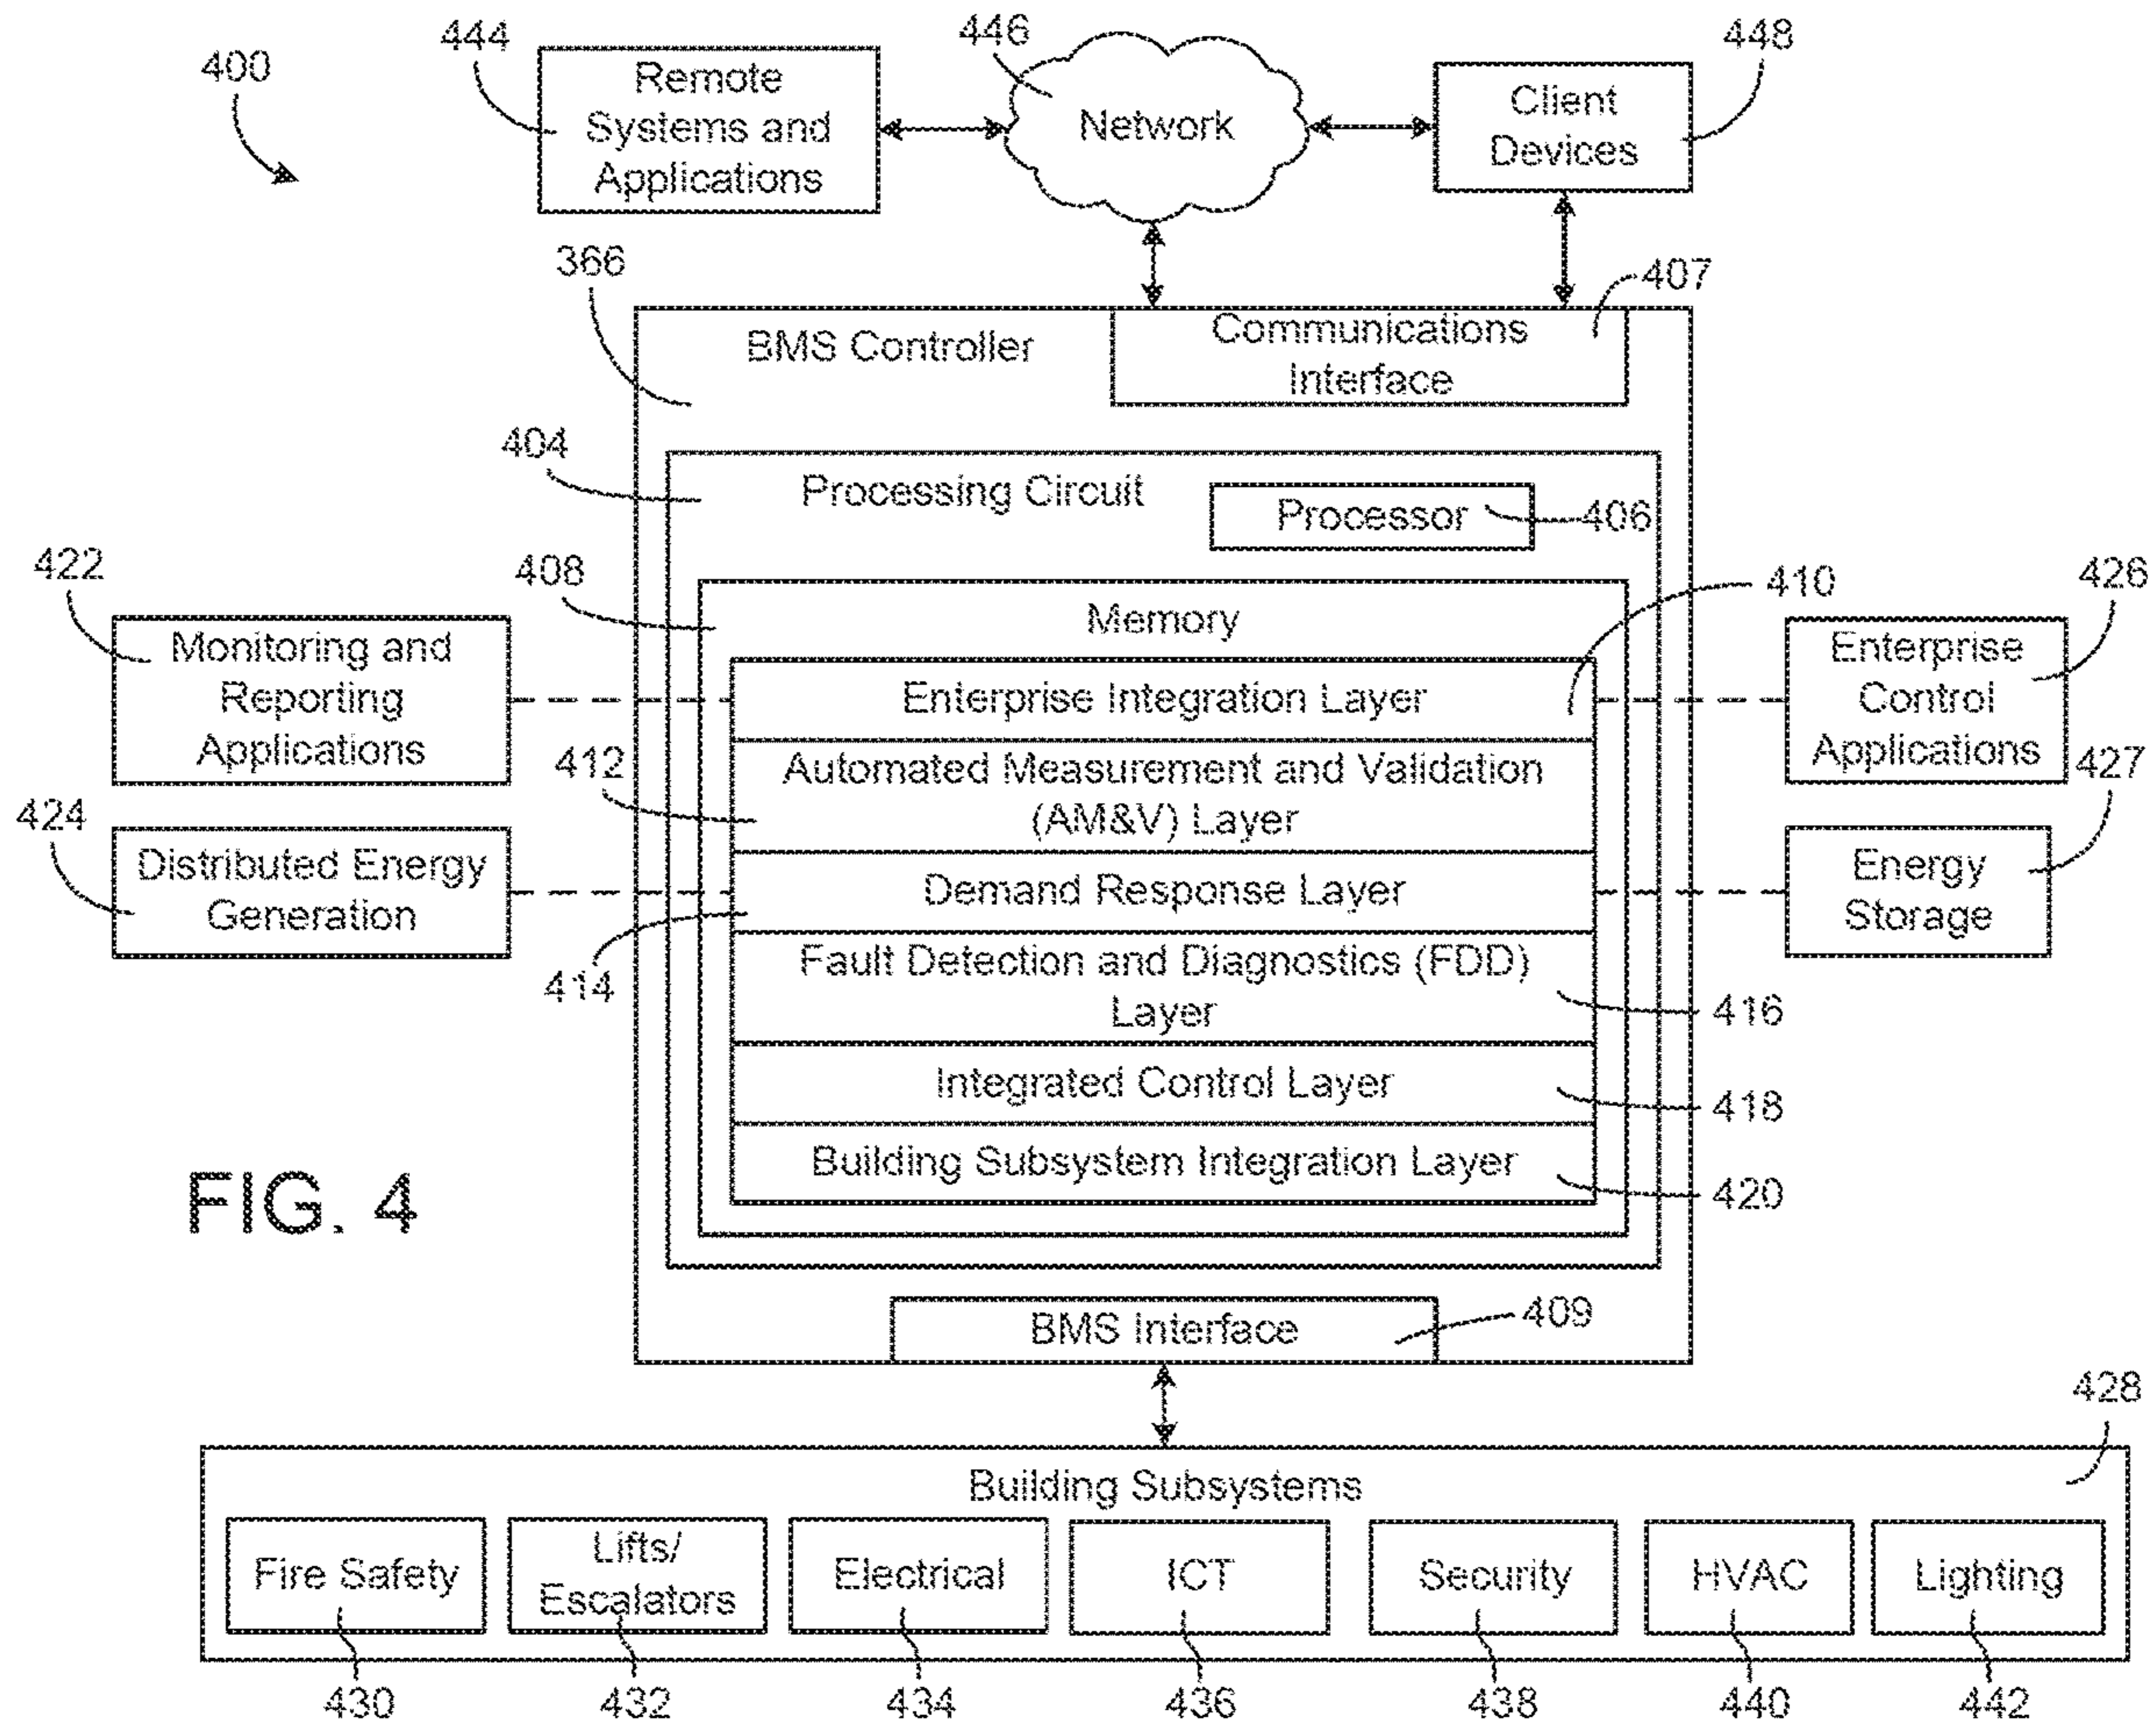 400
444
Remote
Systems and
Applications
446
Network
448
Client
Devices
366
BMS Controller
407
Communications
Interface
404
Processing Circuit
Processor
406
408
Memory
410
422
Monitoring and
Reporting
Applications
Enterprise Integration Layer
426
Enterprise
Control
Applications
412
Automated Measurement and Validation
(AM&V) Layer
427
424
Distributed Energy
Generation
Demand Response Layer
Energy
Storage
414
Fault Detection and Diagnostics (FDD)
Layer
416
Integrated Control Layer
418
Building Subsystem Integration Layer
420
FIG. 4
BMS Interface
409
428
Building Subsystems
Fire Safety
Lifts/
Escalators
Electrical
ICT
Security
HVAC
Lighting
430
432
434
436
438
440
442